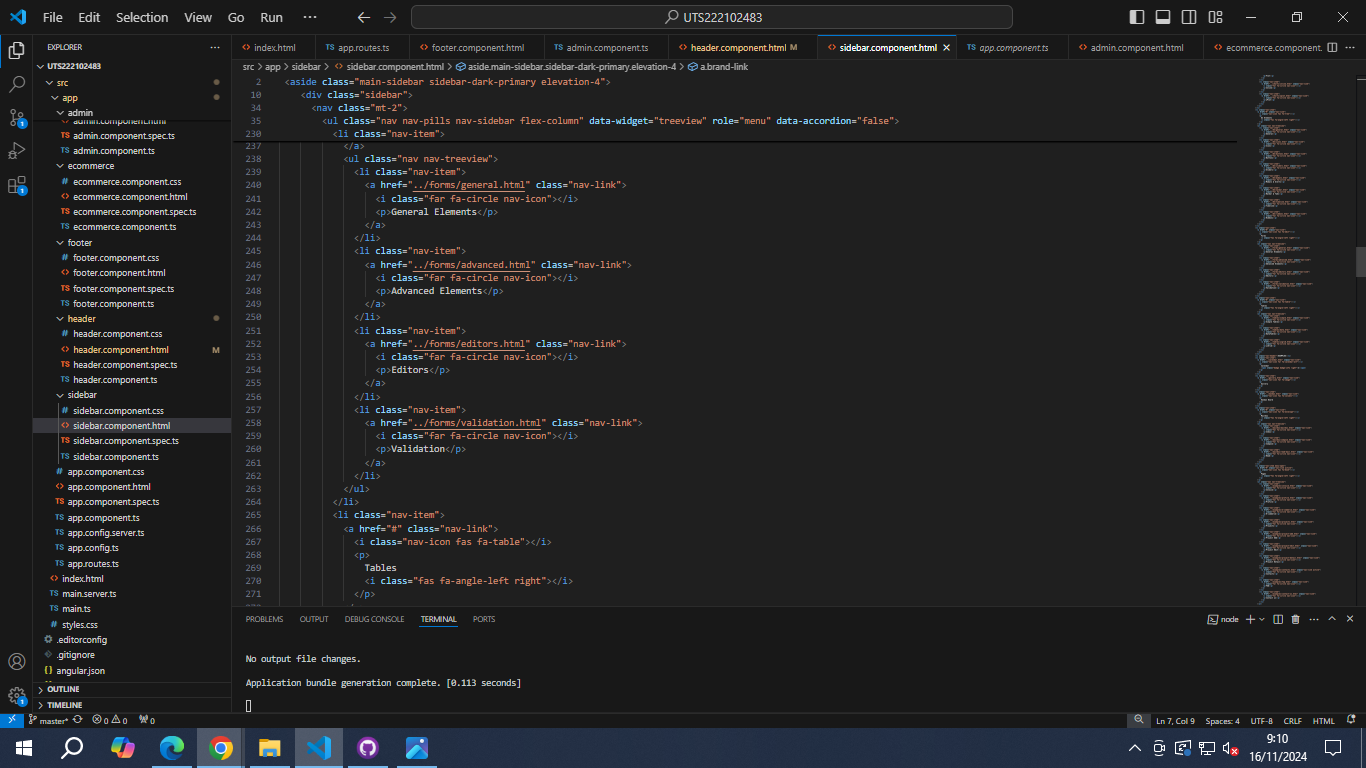 File Edit Selection View Go Run ··· UTS222102483
EXPLORER ···
UTS222102483
src
app
admin
admin.component.html
admin.component.spec.ts
admin.component.ts
ecommerce
ecommerce.component.css
ecommerce.component.html
ecommerce.component.spec.ts
ecommerce.component.ts
footer
footer.component.css
footer.component.html
footer.component.spec.ts
footer.component.ts
header
header.component.css
header.component.html M
header.component.spec.ts
header.component.ts
sidebar
sidebar.component.css
sidebar.component.html
sidebar.component.spec.ts
sidebar.component.ts
app.component.css
app.component.html
app.component.spec.ts
app.component.ts
app.config.server.ts
app.config.ts
app.routes.ts
index.html
main.server.ts
main.ts
styles.css
.editorconfig
.gitignore
angular.json
OUTLINE
TIMELINE
index.html app.routes.ts footer.component.html admin.component.ts header.component.html M sidebar.component.html app.component.ts admin.component.html ecommerce.component.
src > app > sidebar > sidebar.component.html > aside.main-sidebar.sidebar-dark-primary.elevation-4 > a.brand-link
2 <aside class="main-sidebar sidebar-dark-primary elevation-4">
10 <div class="sidebar">
34 <nav class="mt-2">
35 <ul class="nav nav-pills nav-sidebar flex-column" data-widget="treeview" role="menu" data-accordion="false">
230 <li class="nav-item">
237 </a>
238 <ul class="nav nav-treeview">
239 <li class="nav-item">
240 <a href="../forms/general.html" class="nav-link">
241 <i class="far fa-circle nav-icon"></i>
242 <p>General Elements</p>
243 </a>
244 </li>
245 <li class="nav-item">
246 <a href="../forms/advanced.html" class="nav-link">
247 <i class="far fa-circle nav-icon"></i>
248 <p>Advanced Elements</p>
249 </a>
250 </li>
251 <li class="nav-item">
252 <a href="../forms/editors.html" class="nav-link">
253 <i class="far fa-circle nav-icon"></i>
254 <p>Editors</p>
255 </a>
256 </li>
257 <li class="nav-item">
258 <a href="../forms/validation.html" class="nav-link">
259 <i class="far fa-circle nav-icon"></i>
260 <p>Validation</p>
261 </a>
262 </li>
263 </ul>
264 </li>
265 <li class="nav-item">
266 <a href="#" class="nav-link">
267 <i class="nav-icon fas fa-table"></i>
268 <p>
269 Tables
270 <i class="fas fa-angle-left right"></i>
271 </p>
PROBLEMS OUTPUT DEBUG CONSOLE TERMINAL PORTS node
No output file changes.
Application bundle generation complete. [0.113 seconds]
master* 0 0 0 Ln 7, Col 9 Spaces: 4 UTF-8 CRLF HTML
9:10
16/11/2024